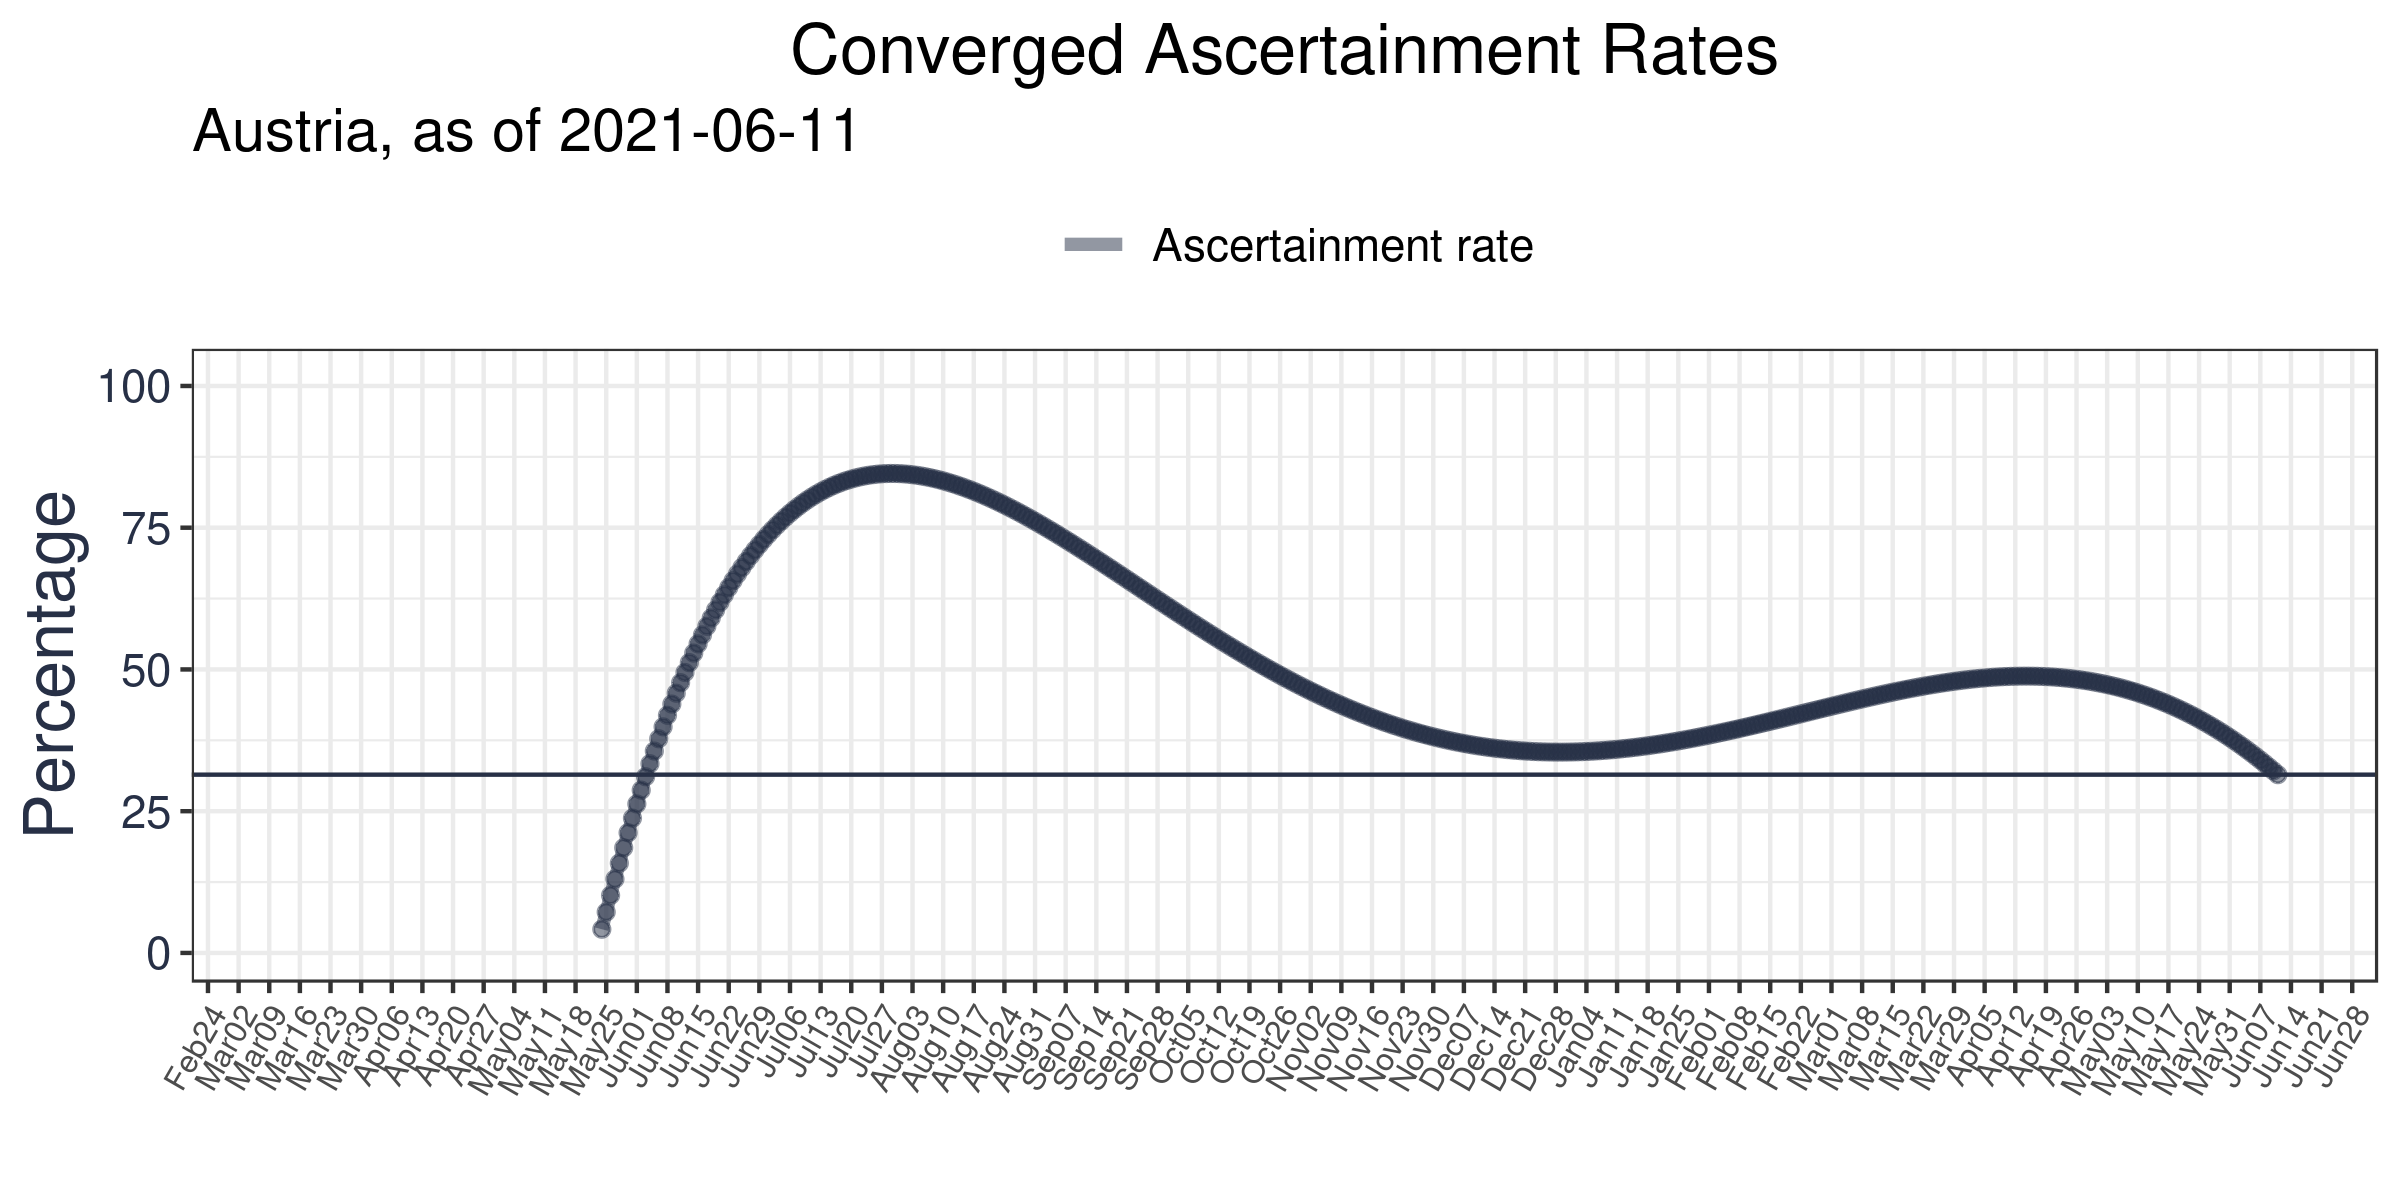 Converged Ascertainment Rates
Austria, as of 2021-06-11
Ascertainment rate
Percentage
100
75
50
25
0
Feb24
Mar02
Mar09
Mar16
Mar23
Mar30
Apr06
Apr13
Apr20
Apr27
May04
May11
May18
May25
Jun01
Jun08
Jun15
Jun22
Jun29
Jul06
Jul13
Jul20
Jul27
Aug03
Aug10
Aug17
Aug24
Aug31
Sep07
Sep14
Sep21
Sep28
Oct05
Oct12
Oct19
Oct26
Nov02
Nov09
Nov16
Nov23
Nov30
Dec07
Dec14
Dec21
Dec28
Jan04
Jan11
Jan18
Jan25
Feb01
Feb08
Feb15
Feb22
Mar01
Mar08
Mar15
Mar22
Mar29
Apr05
Apr12
Apr19
Apr26
May03
May10
May17
May24
May31
Jun07
Jun14
Jun21
Jun28